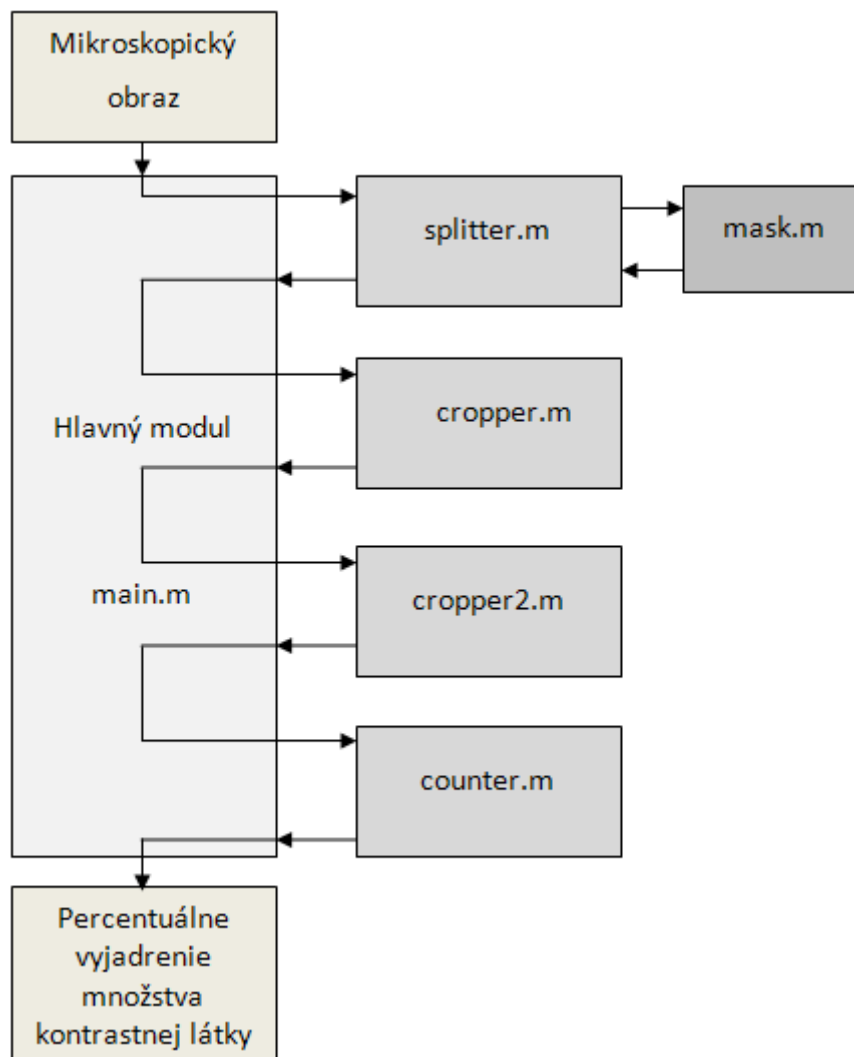 Mikroskopický
obraz
splitter.m
mask.m
cropper.m
Hlavný modul
main.m
cropper2.m
counter.m
Percentuálne
vyjadrenie
množstva
kontrastnej látky